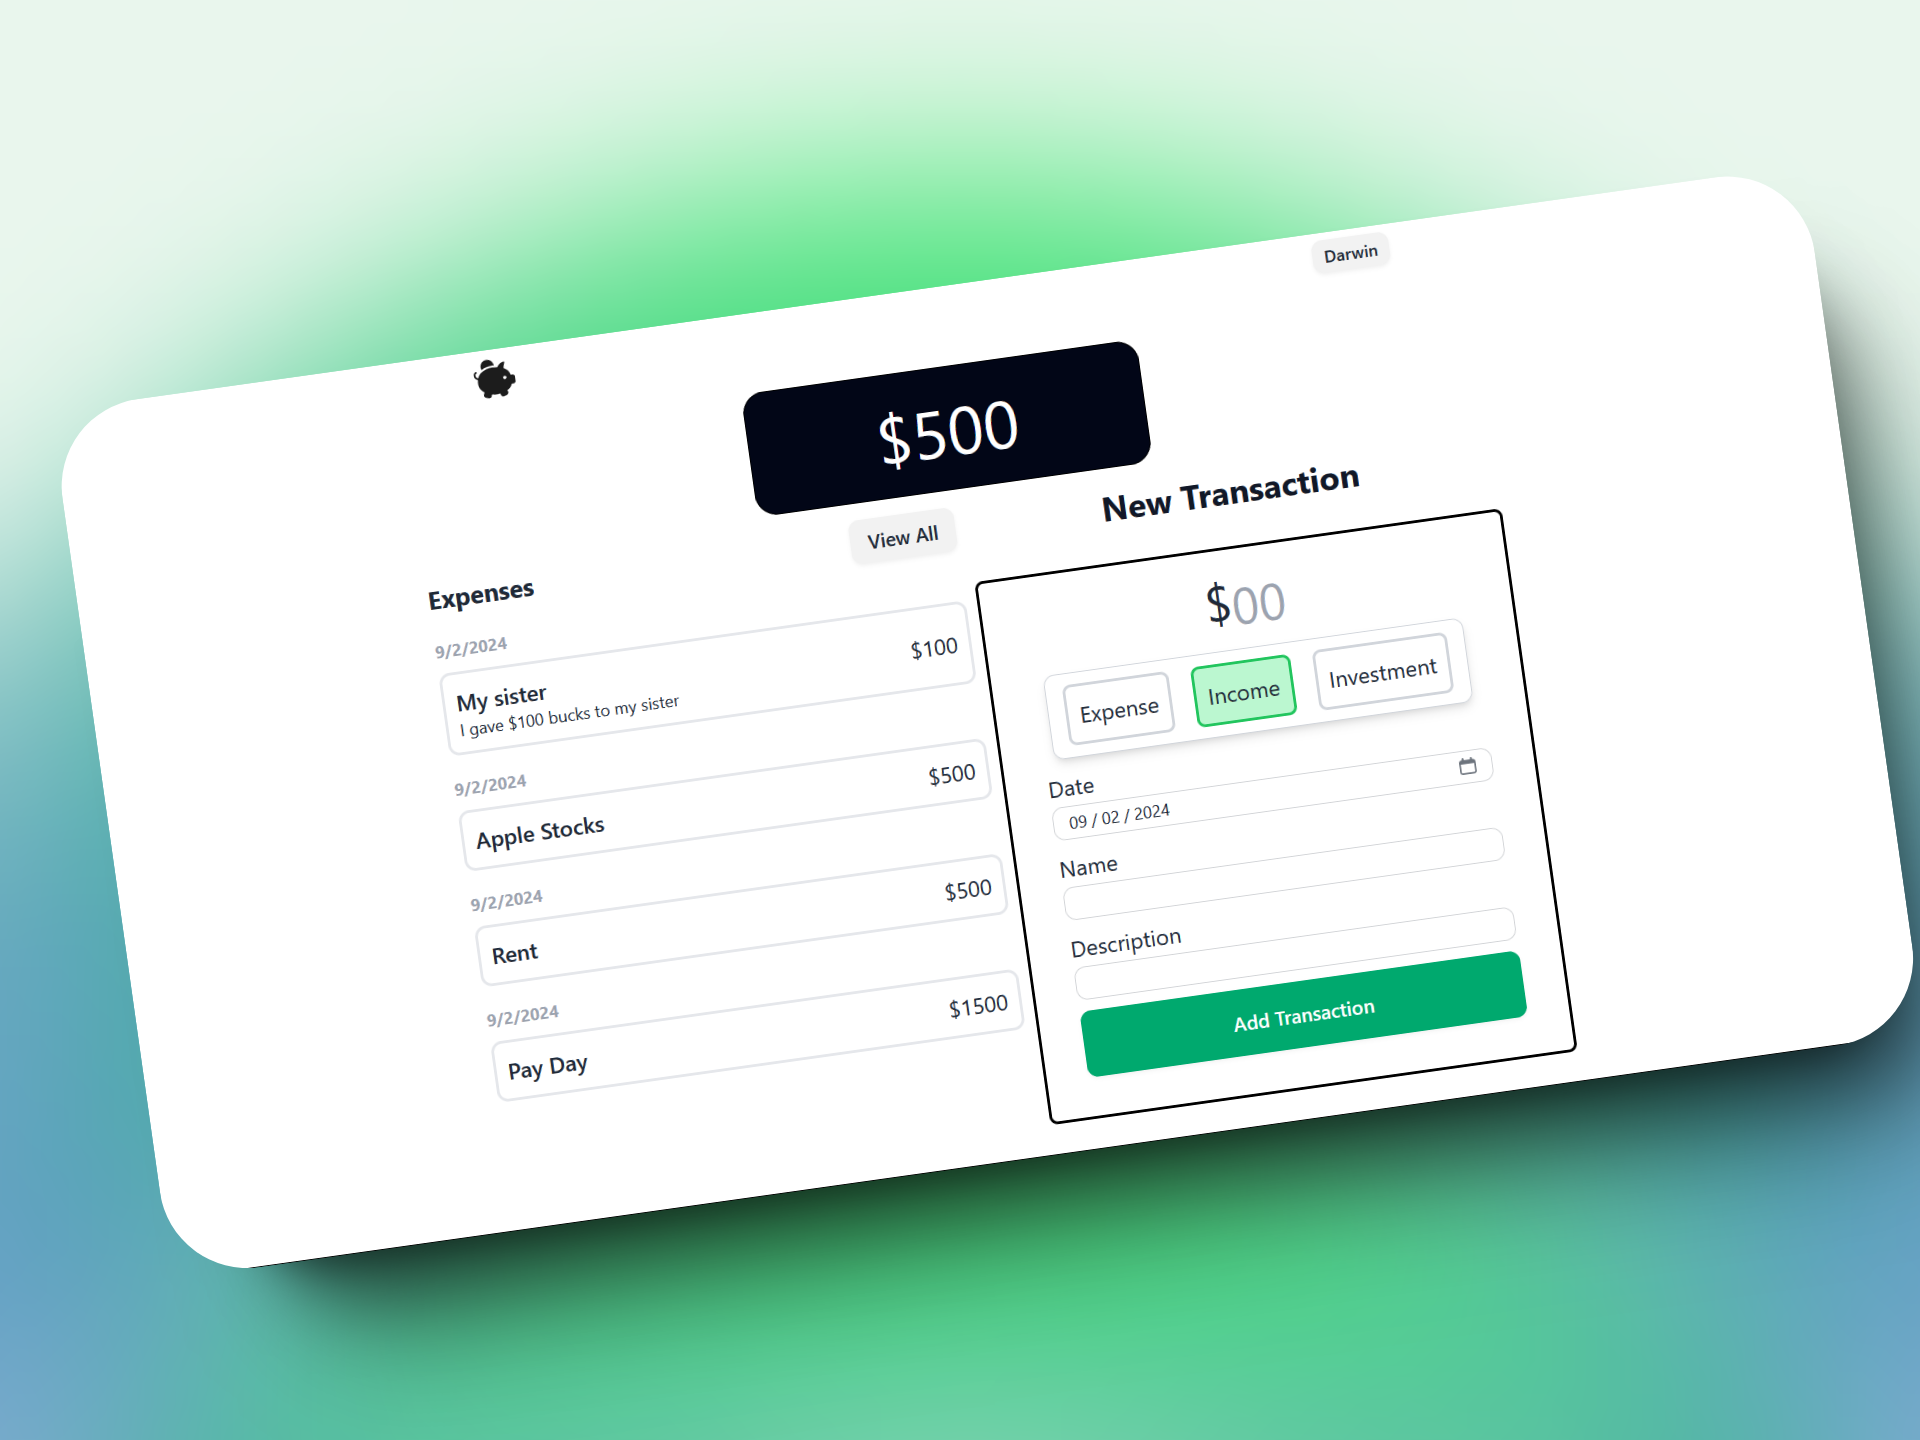 Darwin
$500
View All
Expenses
9/2/2024
My sister
I gave $100 bucks to my sister
$100
9/2/2024
Apple Stocks
$500
9/2/2024
Rent
$500
9/2/2024
Pay Day
$1500
New Transaction
$00
Expense Income Investment
Date
09 / 02 / 2024
Name
Description
Add Transaction